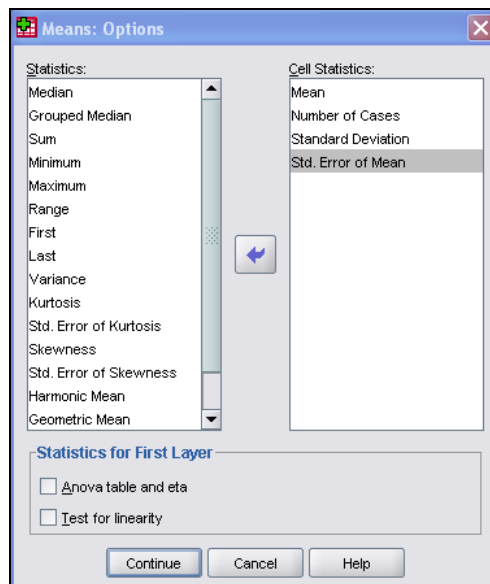 Means: Options
Statistics:
Median
Grouped Median
Sum
Minimum
Maximum
Range
First
Last
Variance
Kurtosis
Std. Error of Kurtosis
Skewness
Std. Error of Skewness
Harmonic Mean
Geometric Mean
Cell Statistics:
Mean
Number of Cases
Standard Deviation
Std. Error of Mean
Statistics for First Layer
Anova table and eta
Test for linearity
Continue
Cancel
Help